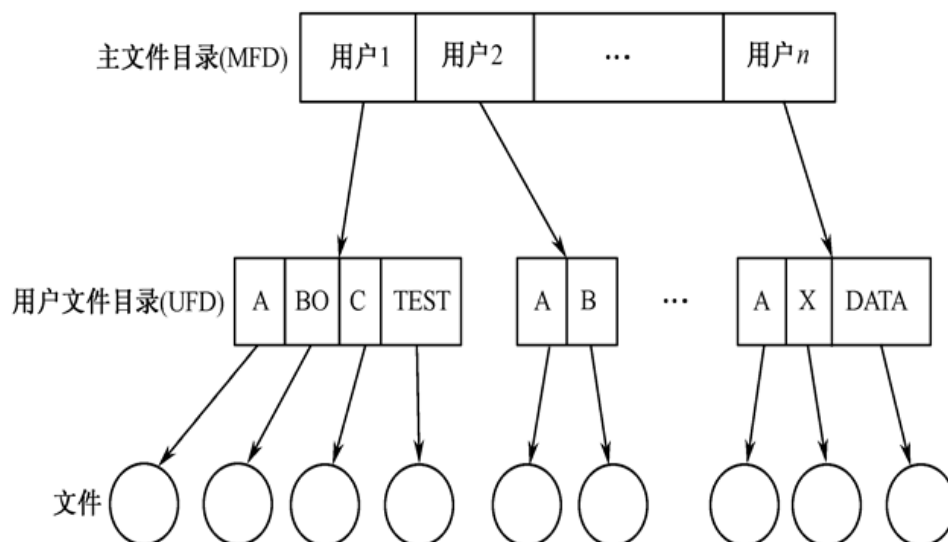 主文件目录(MFD) 用户1 用户2 ··· 用户n
用户文件目录(UFD) A BO C TEST A B ··· A X DATA
文件